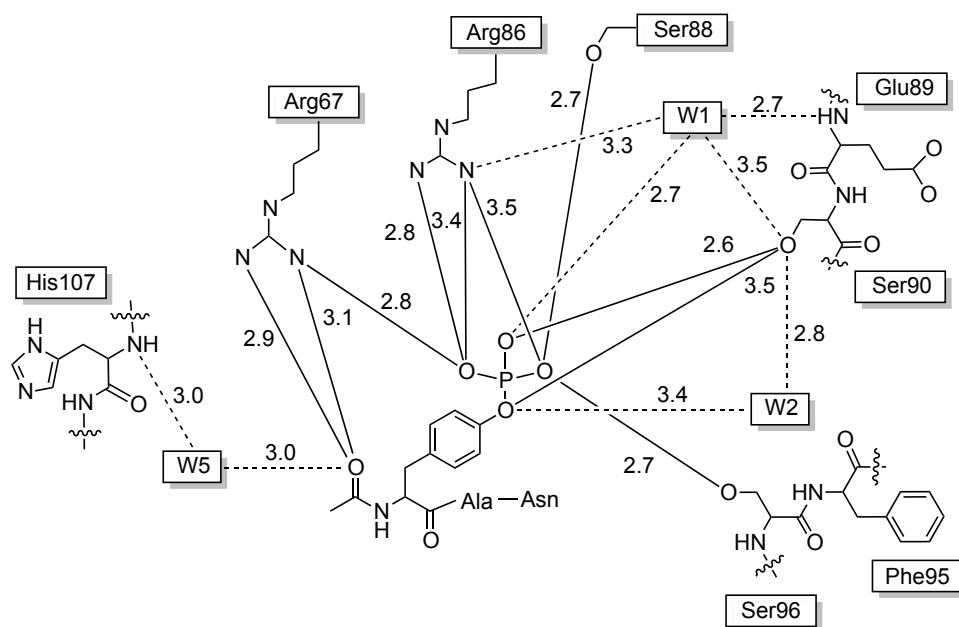 Arg86
Ser88
Arg67
O
Glu89
2.7
W1
2.7
HN
N
3.3
O
O
N
N
3.5
O
NH
2.8
3.4
3.5
2.7
N
2.6
O
O
N
N
3.5
Ser90
His107
2.8
H
N
H
N
2.9
3.1
O
2.8
O
P
O
N
NH
O
3.0
O
3.4
W2
W5
3.0
O
O
2.7
O
HN
N
H
Ala
Asn
O
O
HN
Phe95
Ser96